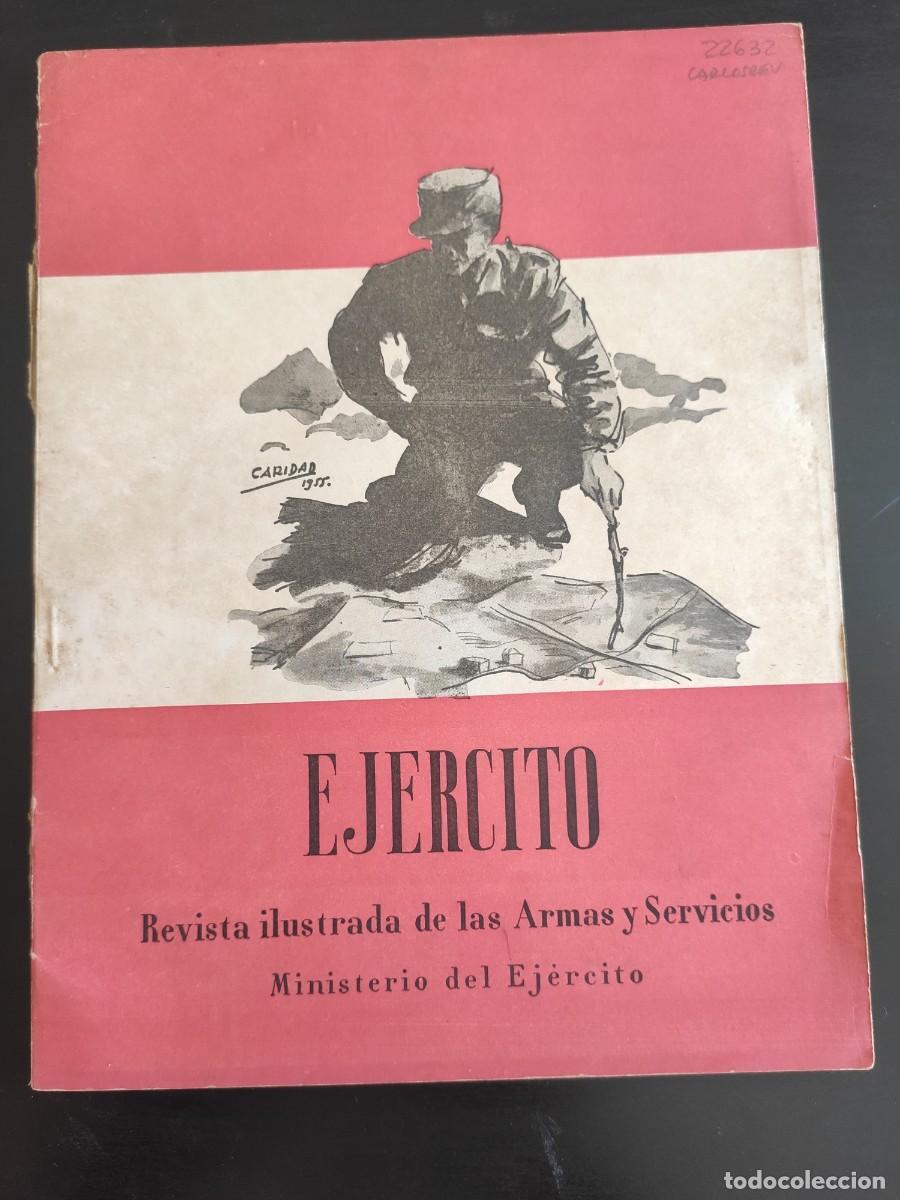 22632
CARLOSREV
CARIDAD
1955.
EJERCITO
Revista ilustrada de las Armas y Servicios
Ministerio del Ejército
todocoleccion